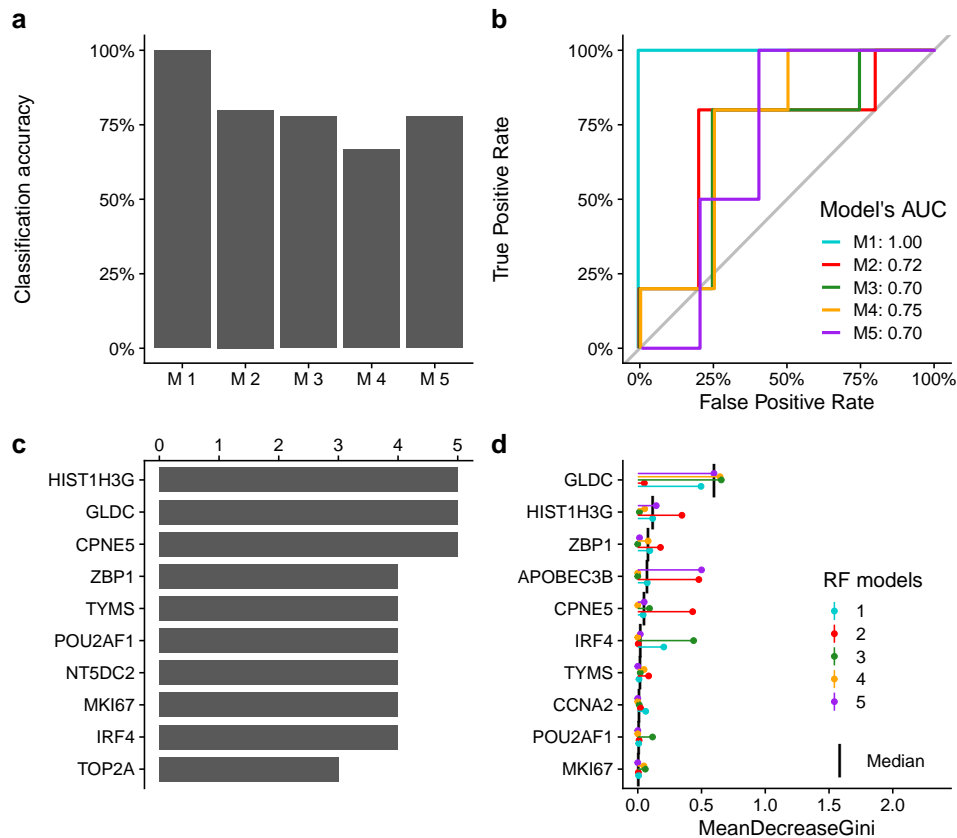 a
Classification accuracy
100%
75%
50%
25%
0%
M 1 M 2 M 3 M 4 M 5
b
True Positive Rate
100%
75%
50%
25%
0%
Model's AUC
M1: 1.00
M2: 0.72
M3: 0.70
M4: 0.75
M5: 0.70
0% 25% 50% 75% 100%
False Positive Rate
c
0 1 2 3 4 5
HIST1H3G
GLDC
CPNE5
ZBP1
TYMS
POU2AF1
NT5DC2
MKI67
IRF4
TOP2A
d
GLDC
HIST1H3G
ZBP1
APOBEC3B
CPNE5
IRF4
TYMS
CCNA2
POU2AF1
MKI67
RF models
1
2
3
4
5
Median
0.0 0.5 1.0 1.5 2.0
MeanDecreaseGini